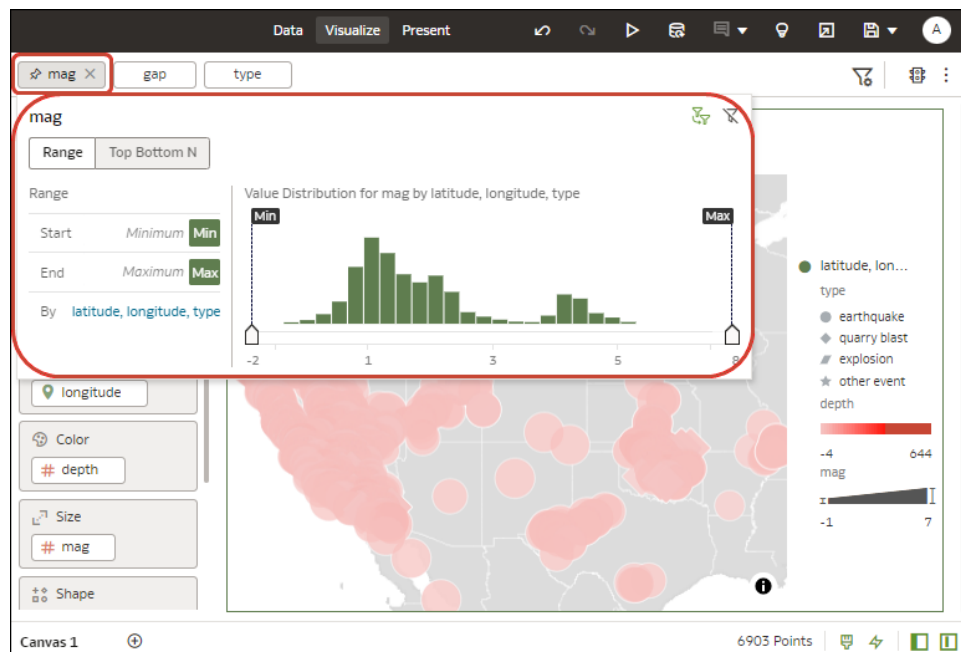 Data Visualize Present A
mag gap type
mag
Range Top Bottom N
Range
Value Distribution for mag by latitude, longitude, type
Min Max
Start Minimum Min
End Maximum Max
By latitude, longitude, type
-2 1 3 5 8
latitude, lon...
type
earthquake
quarry blast
explosion
other event
depth
-4 644
mag
-1 7
longitude
Color
# depth
Size
# mag
Shape
Canvas 1
6903 Points